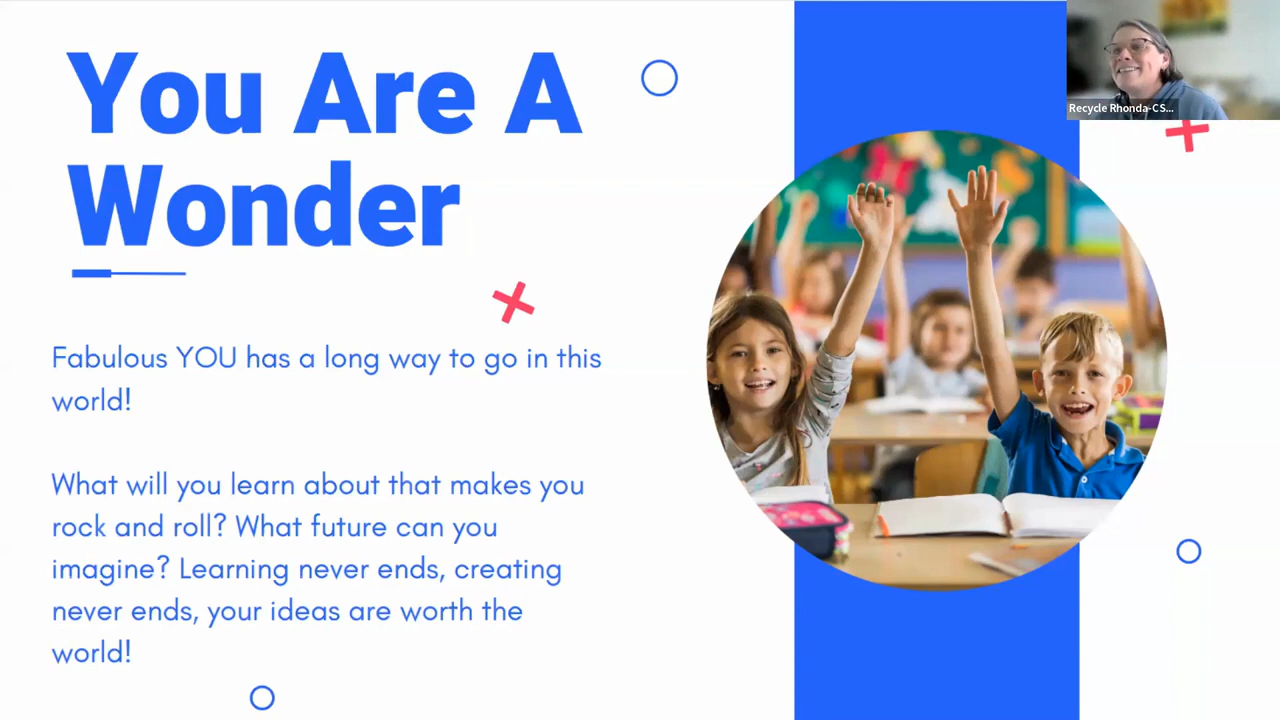 You Are A
Wonder
Fabulous YOU has a long way to go in this
world!
What will you learn about that makes you
rock and roll? What future can you
imagine? Learning never ends, creating
never ends, your ideas are worth the
world!
Recycle Rhonda-CS...